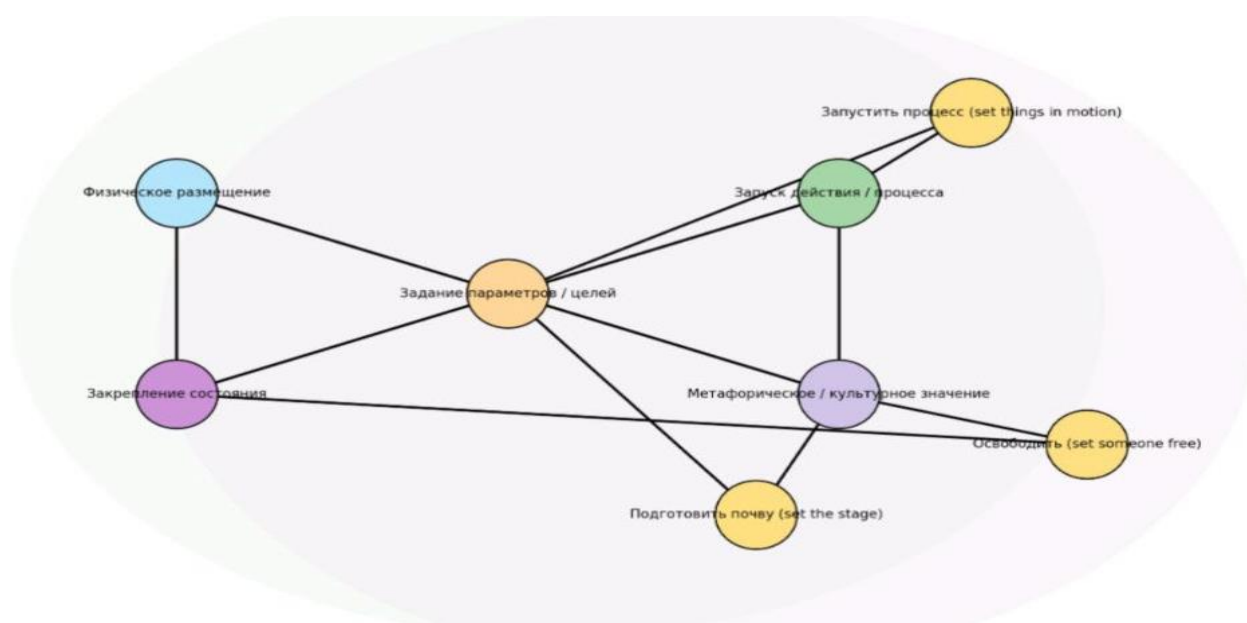 Запустить процесс (set things in motion)
Физическое размещение
Запуск действия / процесса
Задание параметров / целей
Закрепление состояния
Метафорическое / культурное значение
Освободить (set someone free)
Подготовить почву (set the stage)